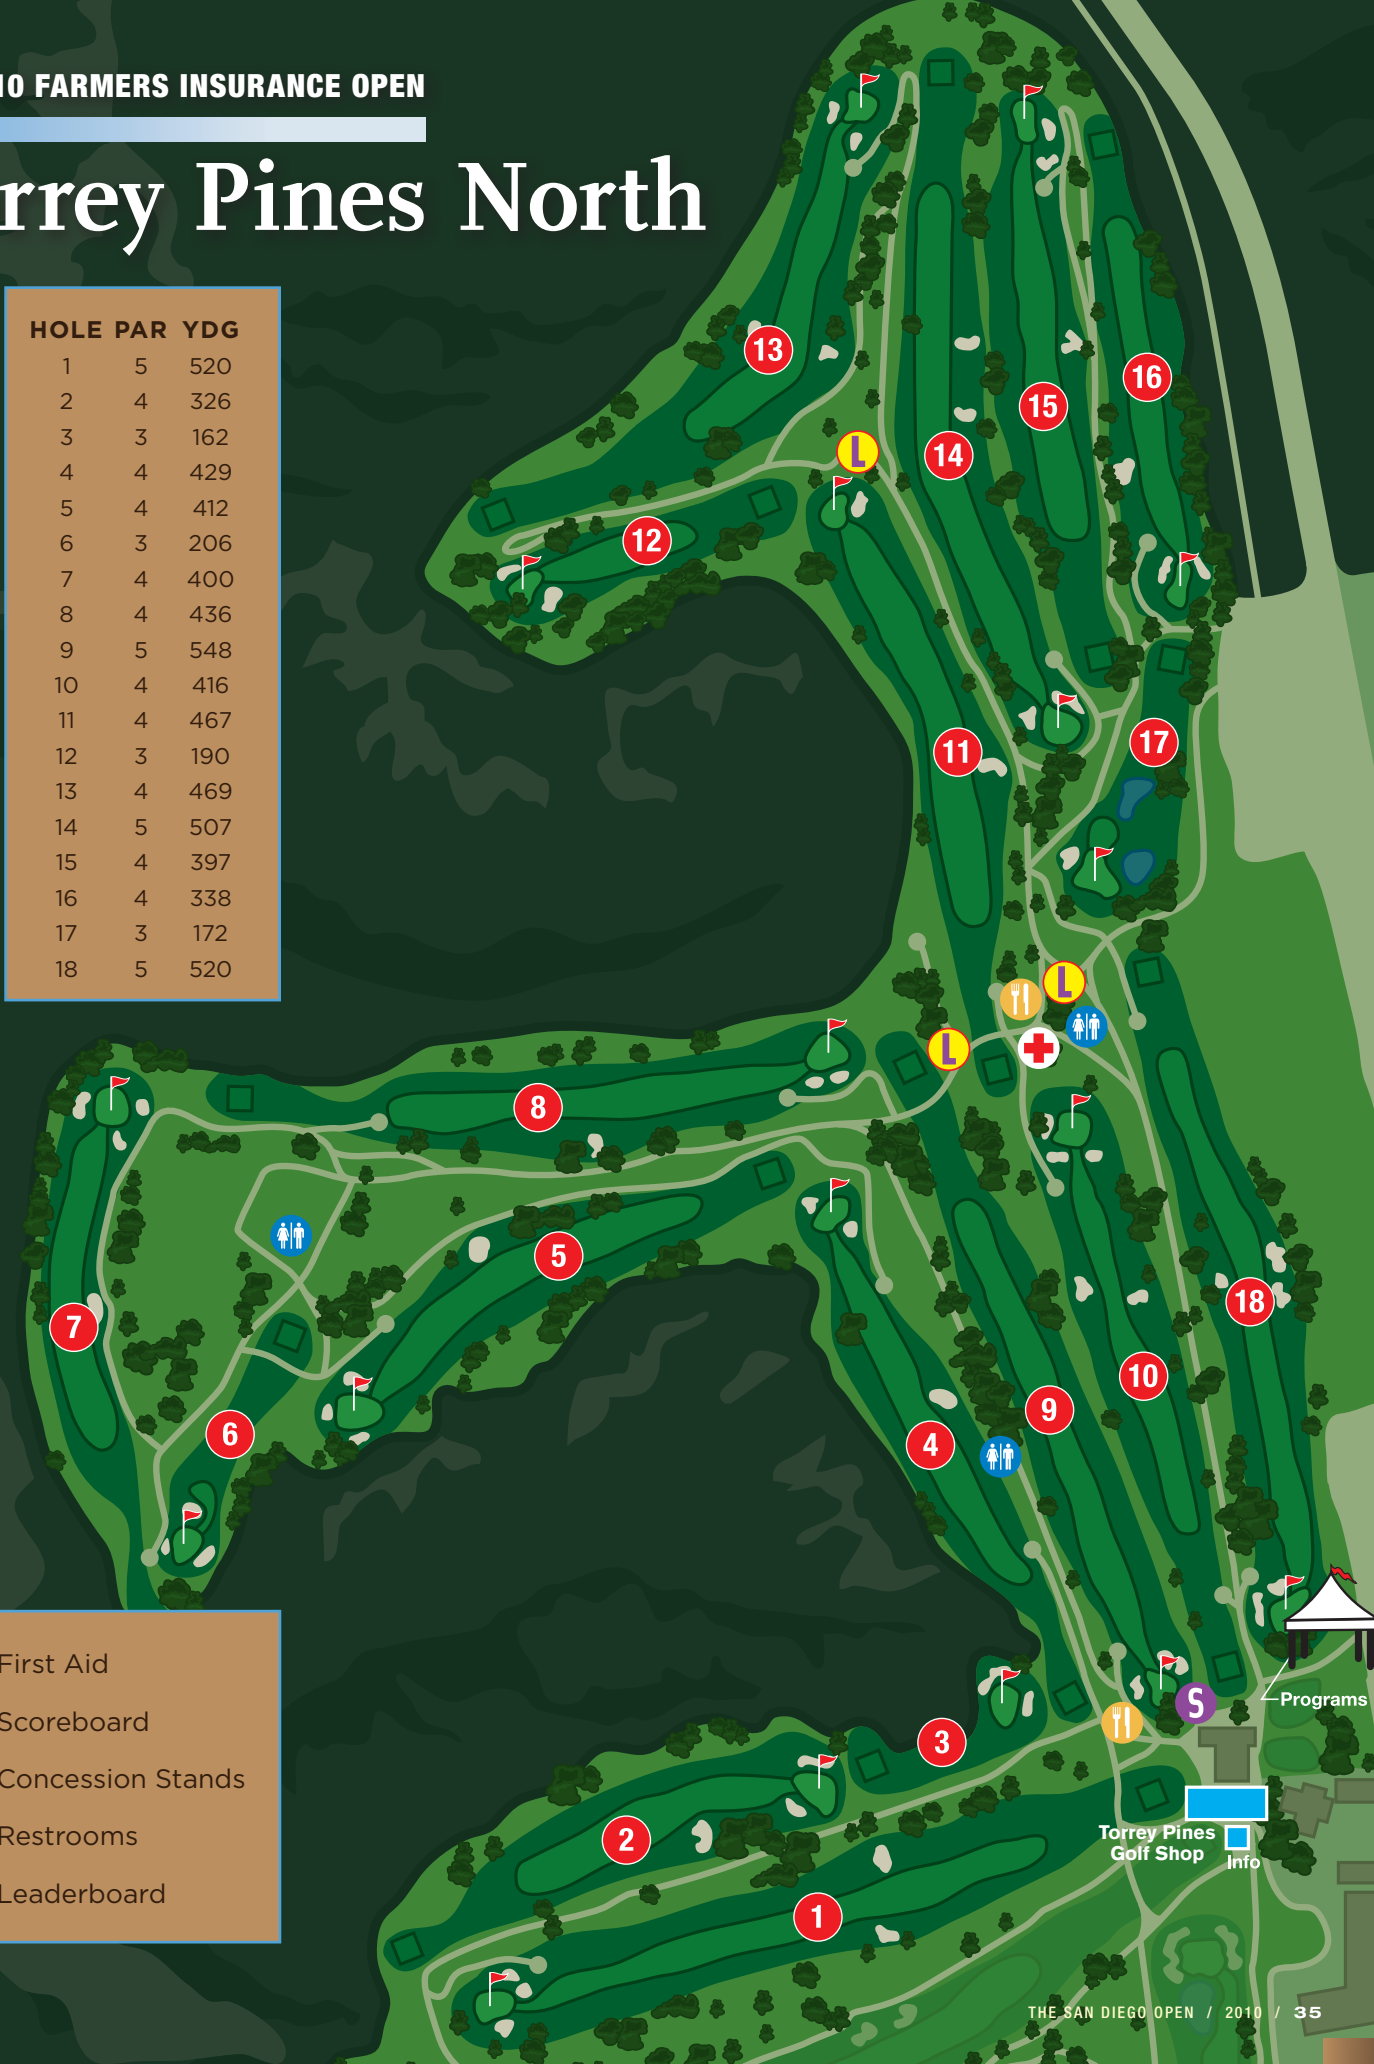 10 FARMERS INSURANCE OPEN
rrey Pines North
HOLE PAR YDG
1 5 520
2 4 326
3 3 162
4 4 429
5 4 412
6 3 206
7 4 400
8 4 436
9 5 548
10 4 416
11 4 467
12 3 190
13 4 469
14 5 507
15 4 397
16 4 338
17 3 172
18 5 520
13
16
15
L
14
12
17
11
L
L
8
5
7
18
10
9
6
4
S
Programs
3
Torrey Pines
Golf Shop
Info
2
1
First Aid
Scoreboard
Concession Stands
Restrooms
Leaderboard
THE SAN DIEGO OPEN / 2010 / 35